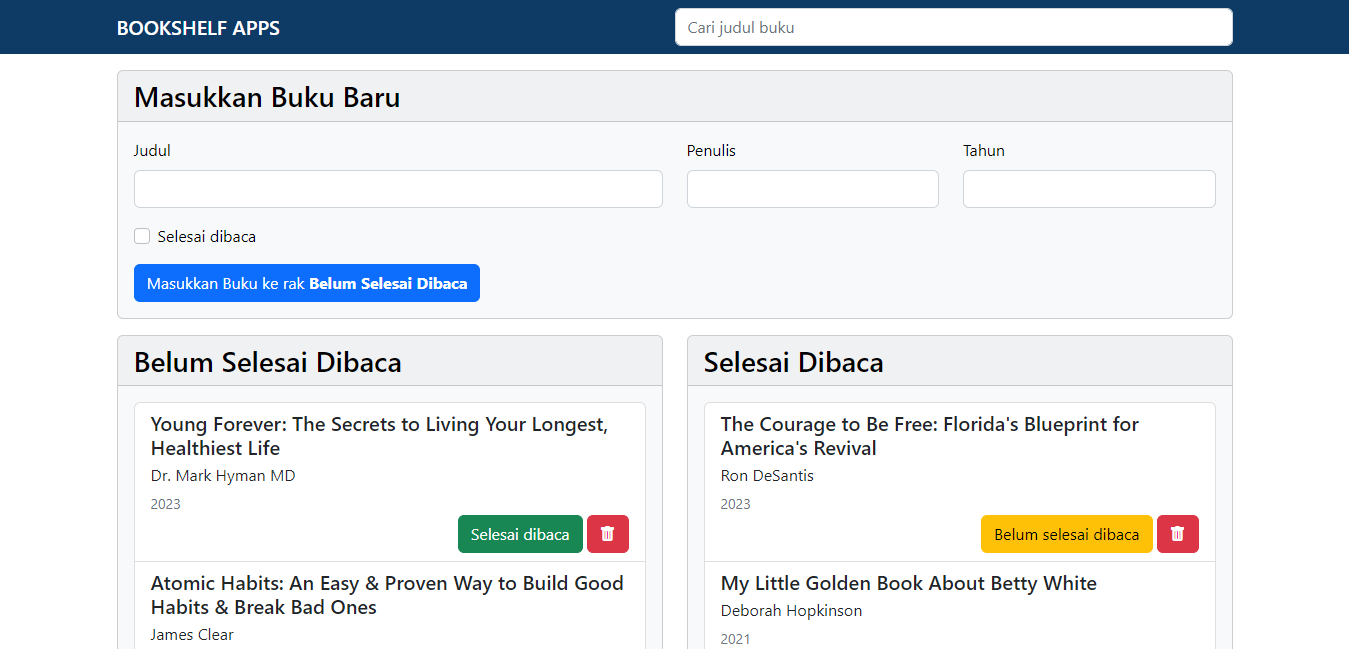 BOOKSHELF APPS
Cari judul buku
Masukkan Buku Baru
Judul
Penulis
Tahun
Selesai dibaca
Masukkan Buku ke rak Belum Selesai Dibaca
Belum Selesai Dibaca
Young Forever: The Secrets to Living Your Longest,
Healthiest Life
Dr. Mark Hyman MD
2023
Selesai dibaca
Atomic Habits: An Easy & Proven Way to Build Good
Habits & Break Bad Ones
James Clear
Selesai Dibaca
The Courage to Be Free: Florida's Blueprint for
America's Revival
Ron DeSantis
2023
Belum selesai dibaca
My Little Golden Book About Betty White
Deborah Hopkinson
2021